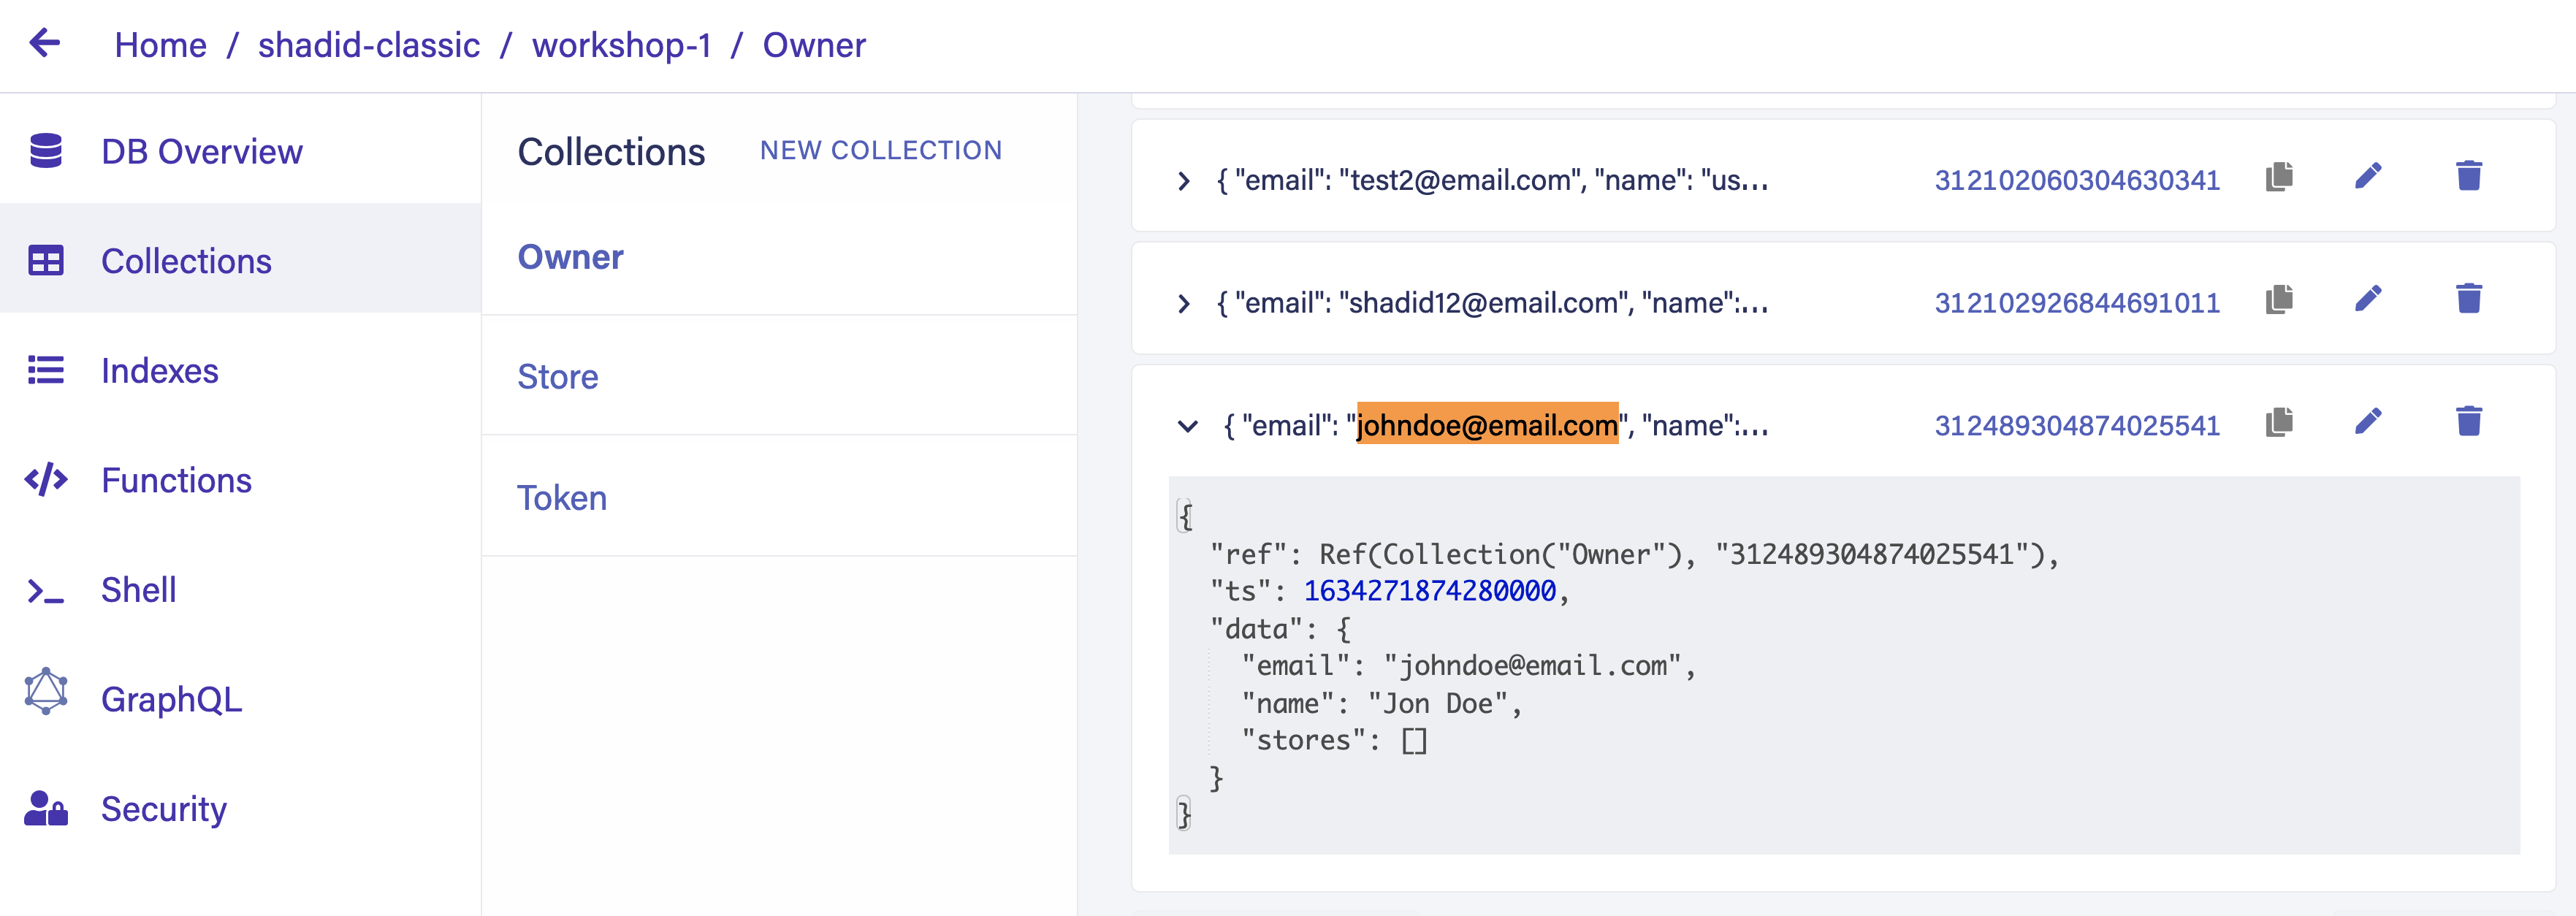 Home / shadid-classic / workshop-1 / Owner
DB Overview
Collections
Indexes
Functions
Shell
GraphQL
Security
Collections NEW COLLECTION
Owner
Store
Token
{ "email": "test2@email.com", "name": "us... 312102060304630341
{ "email": "shadid12@email.com", "name":... 312102926844691011
{ "email": "johndoe@email.com", "name":... 312489304874025541
{
"ref": Ref(Collection("Owner"), "312489304874025541"),
"ts": 1634271874280000,
"data": {
"email": "johndoe@email.com",
"name": "Jon Doe",
"stores": []
}
}